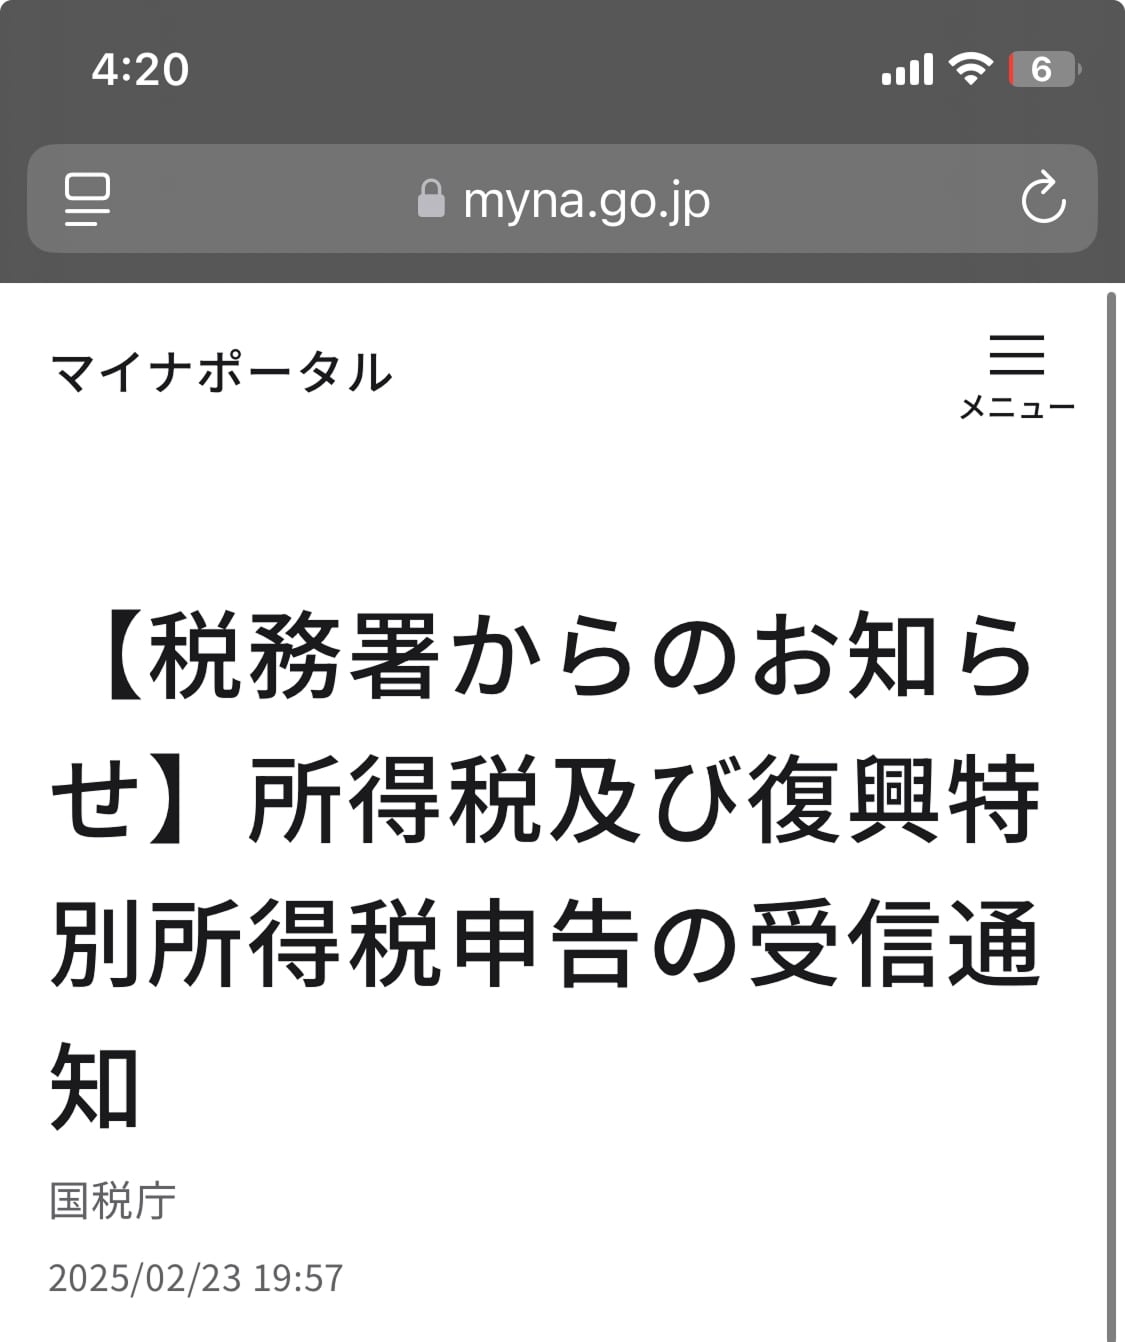 4:20
6
myna.go.jp
マイナポータル
メニュー
【税務署からのお知ら
せ】所得税及び復興特
別所得税申告の受信通
知
国税庁
2025/02/23 19:57